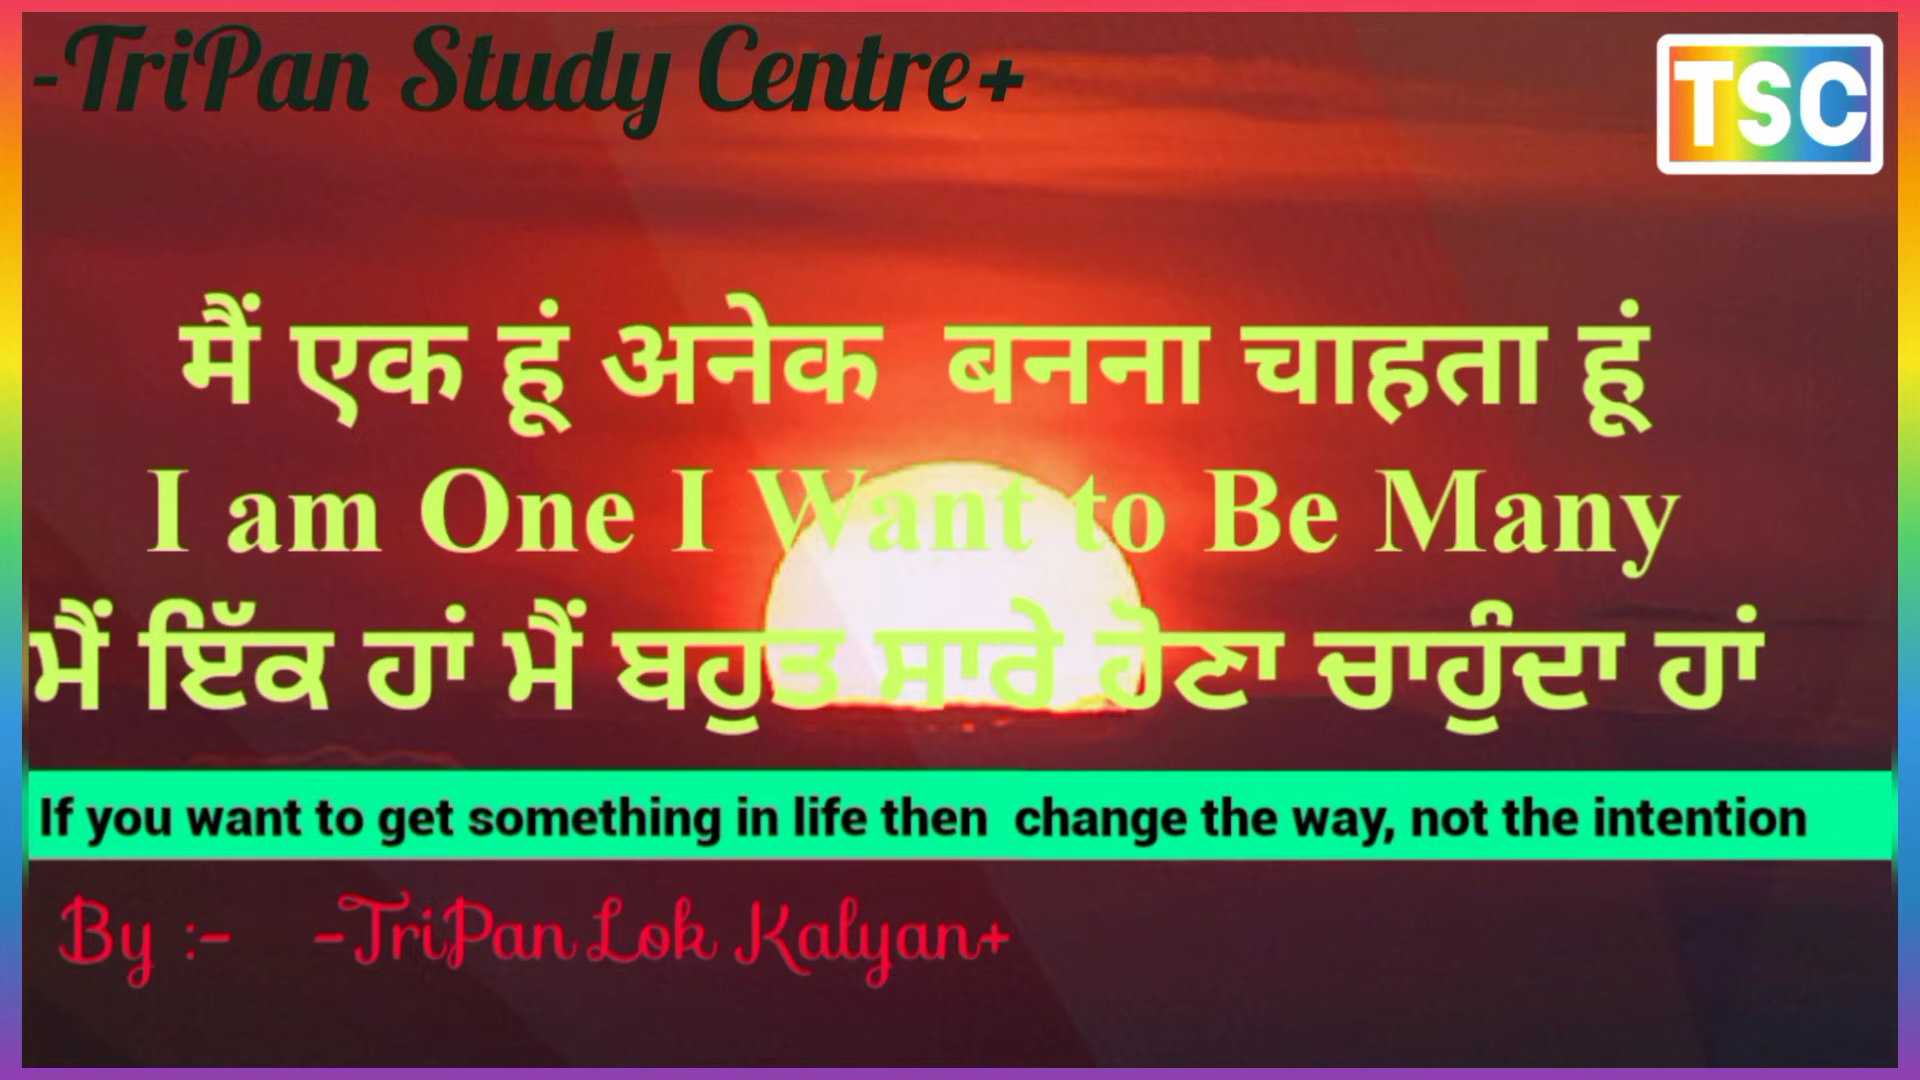 -TriPan Study Centre+
TSC
मैं एक हूं अनेक  बनना चाहता हूं
I am One I Want to Be Many
ਮੈਂ ਇੱਕ ਹਾਂ ਮੈਂ ਬਹੁਤ ਸਾਰੇ ਹੋਣਾ ਚਾਹੁੰਦਾ ਹਾਂ
If you want to get something in life then  change the way, not the intention
By :-    -TriPan Lok Kalyan+